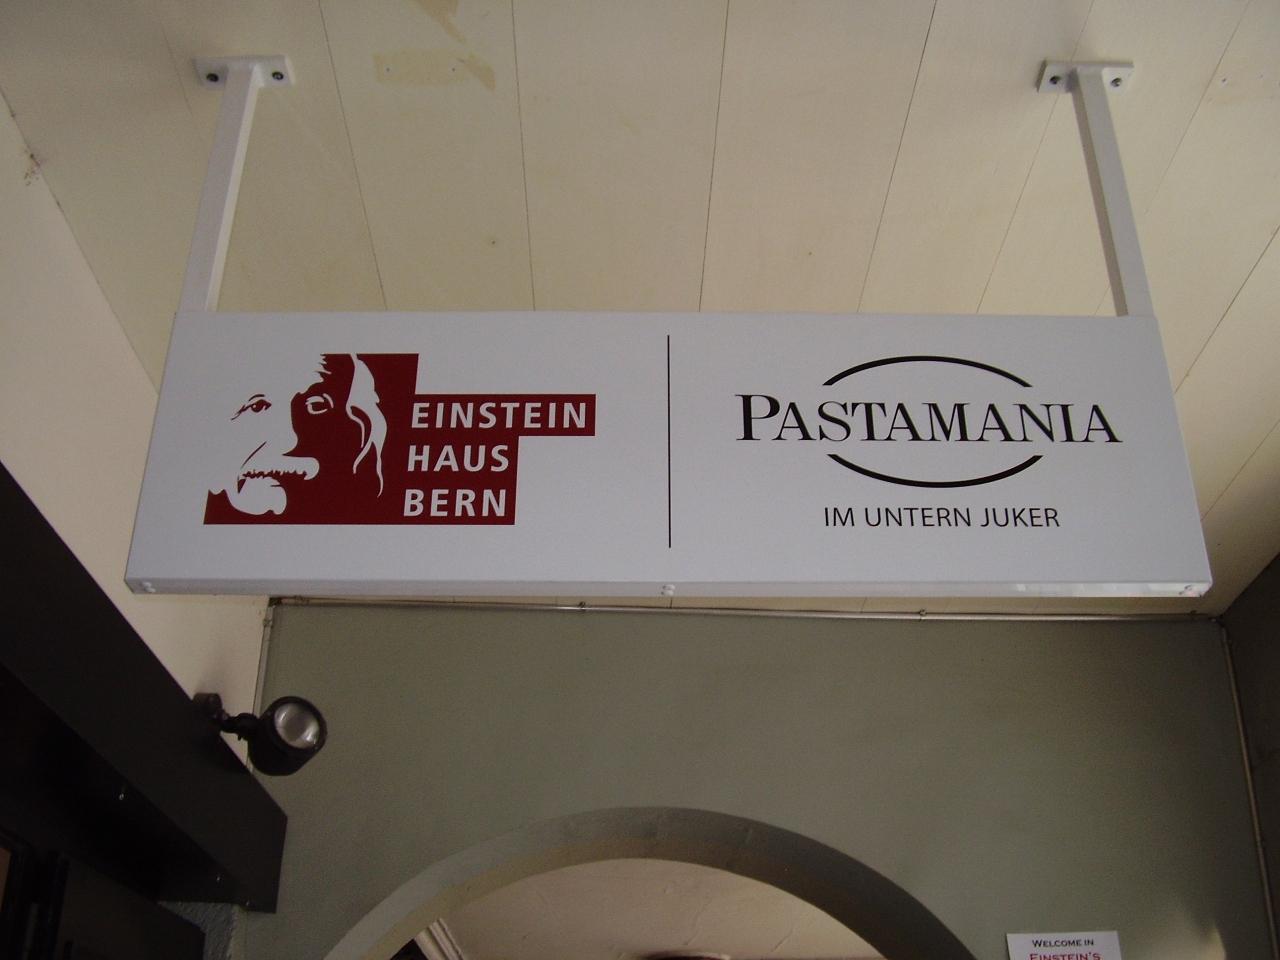 EINSTEIN
HAUS
BERN
PASTAMANIA
IM UNTERN JUKER
WELCOME IN
EINSTEIN'S